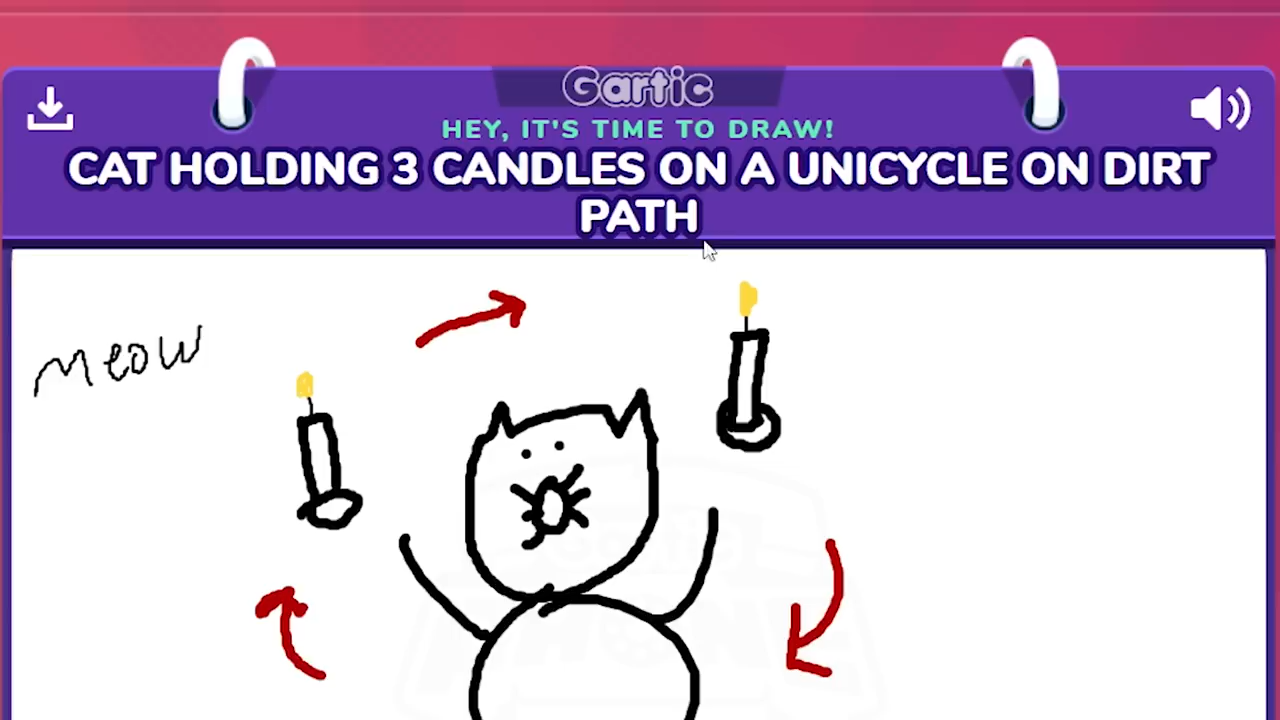 Gartic
HEY, IT'S TIME TO DRAW!
CAT HOLDING 3 CANDLES ON A UNICYCLE ON DIRT
PATH
Meow